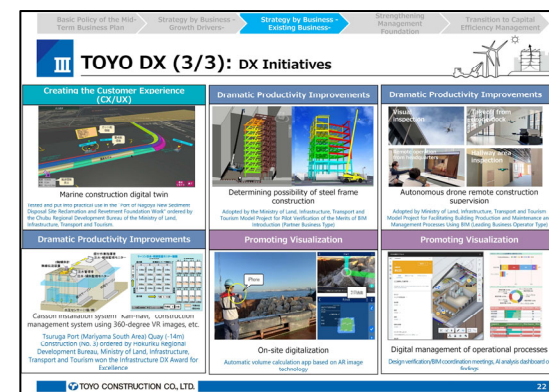 Basic Policy of the Mid-
Term Business Plan
Strategy by Business -
Growth Drivers-
Strategy by Business -
Existing Business-
Strengthening
Management
Foundation
Transition to Capital
Efficiency Management
III TOYO DX (3/3): DX Initiatives
Creating the Customer Experience
(CX/UX)
Marine construction digital twin
Tested and put into practical use in the "Port of Nagoya New Sediment
Disposal Site Reclamation and Revetment Foundation Work" ordered by
the Chubu Regional Development Bureau of the Ministry of Land,
Infrastructure, Transport and Tourism.
Dramatic Productivity Improvements
Determining possibility of steel frame
construction
Adopted by the Ministry of Land, Infrastructure, Transport and
Tourism Model Project for Pilot Verification of the Merits of BIM
Introduction (Partner Business Type)
Dramatic Productivity Improvements
Visual
inspection
Takeoff from
drone dock
from headquarters
Hallway area
inspection
Autonomous drone remote construction
supervision
Adopted by Ministry of Land, Infrastructure, Transport and Tourism
Model Project for Facilitating Building Production and Maintenance and
Management Processes Using BIM (Leading Business Operator Type)
Dramatic Productivity Improvements
Caisson installation system "Kan-navi," construction
management system using 360-degree VR images, etc.
Tsuruga Port (Mariyama South Area) Quay (-14m)
Construction (No. 3) ordered by Hokuriku Regional
Development Bureau, Ministry of Land, Infrastructure,
Transport and Tourism won the Infrastructure DX Award for
Excellence
Promoting Visualization
iPhone
On-site digitalization
Automatic volume calculation app based on AR image
technology
Promoting Visualization
Digital management of operational processes
Design verification/BIM coordination meetings, AI analysis dashboard of
findings
TOYO CONSTRUCTION CO., LTD.
22